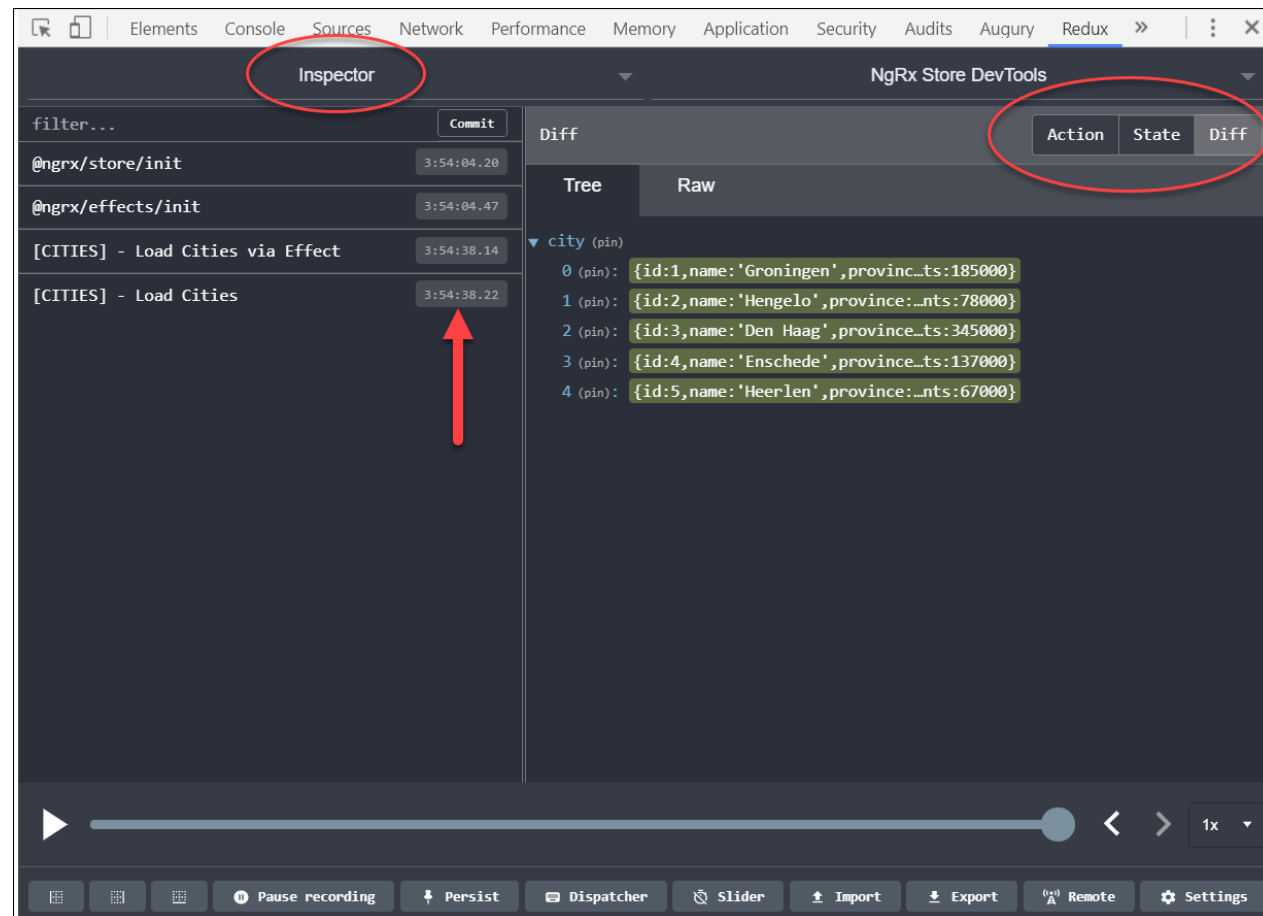 Elements Console Sources Network Performance Memory Application Security Audits Augury Redux »
Inspector
NgRx Store DevTools
filter...
Commit
@ngrx/store/init 3:54:04.20
@ngrx/effects/init 3:54:04.47
[CITIES] - Load Cities via Effect 3:54:38.14
[CITIES] - Load Cities 3:54:38.22
Diff
Action State Diff
Tree Raw
city (pin)
0 (pin): {id:1,name:'Groningen',provinc…ts:185000}
1 (pin): {id:2,name:'Hengelo',province:…nts:78000}
2 (pin): {id:3,name:'Den Haag',province…ts:345000}
3 (pin): {id:4,name:'Enschede',province…ts:137000}
4 (pin): {id:5,name:'Heerlen',province:…nts:67000}
1x
Pause recording Persist Dispatcher Slider Import Export Remote Settings